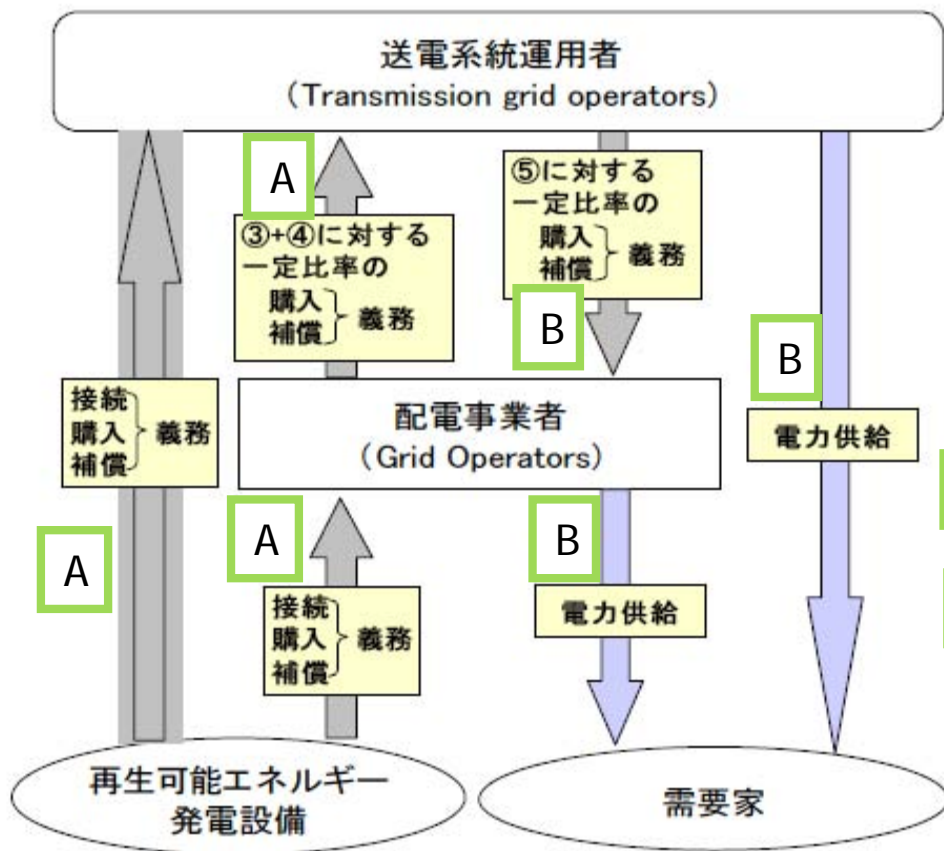 送電系統運用者
(Transmission grid operators)
A
③+④に対する
一定比率の
購入
補償
義務
⑤に対する
一定比率の
購入
補償
義務
B
B
接続
購入
補償
義務
配電事業者
(Grid Operators)
電力供給
A
A
B
接続
購入
補償
義務
電力供給
再生可能エネルギー
発電設備
需要家